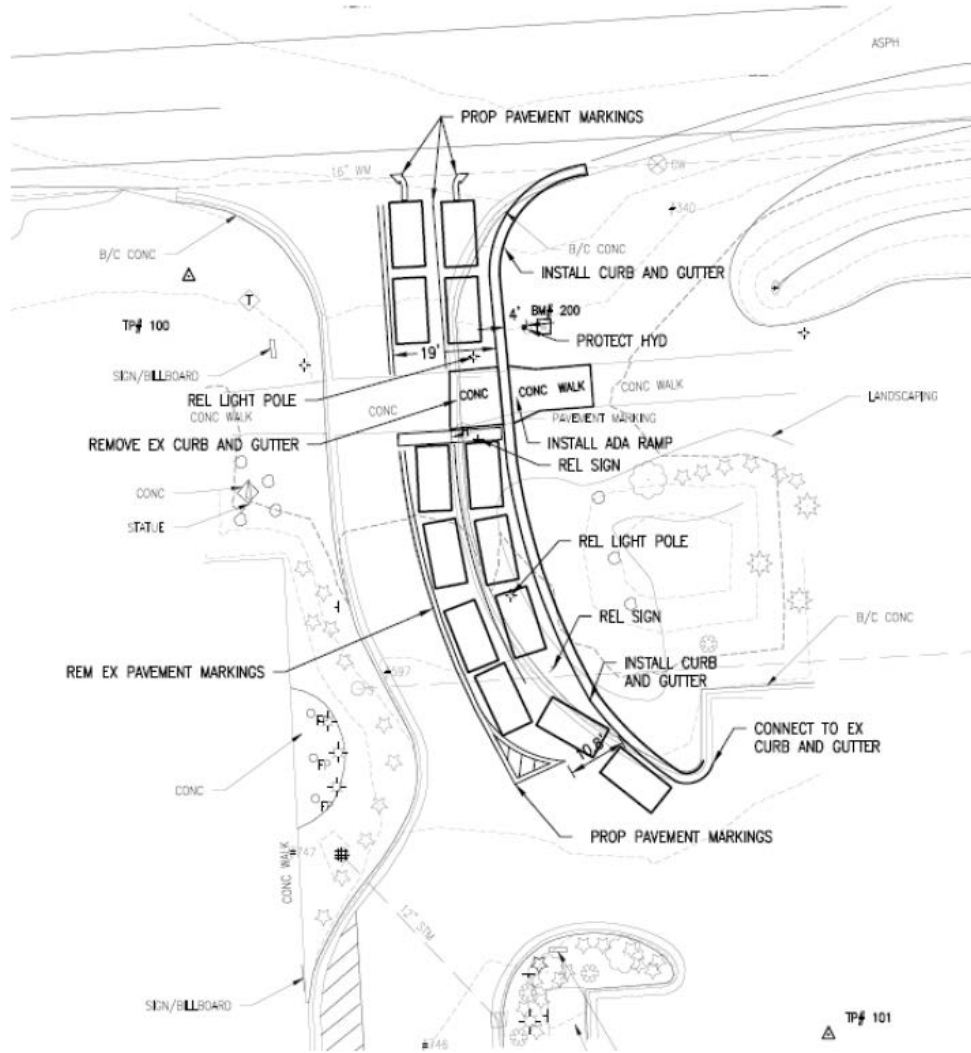 ASPH
PROP PAVEMENT MARKINGS
16" WM
GW
#340
B/C CONC
B/C CONC
INSTALL CURB AND GUTTER
T
TP# 100
4'
BM# 200
PROTECT HYD
19'
SIGN/BILLBOARD
REL LIGHT POLE
CONC WALK
CONC
CONC
CONC WALK
CONC WALK
LANDSCAPING
PAVEMENT MARKING
REMOVE EX CURB AND GUTTER
INSTALL ADA RAMP
REL SIGN
CONC
STATUE
REL LIGHT POLE
REL SIGN
B/C CONC
REM EX PAVEMENT MARKINGS
597
INSTALL CURB
AND GUTTER
CONNECT TO EX
CURB AND GUTTER
CONC
PROP PAVEMENT MARKINGS
#747
CONC WALK
12" STM
SIGN/BILLBOARD
TP# 101
#746